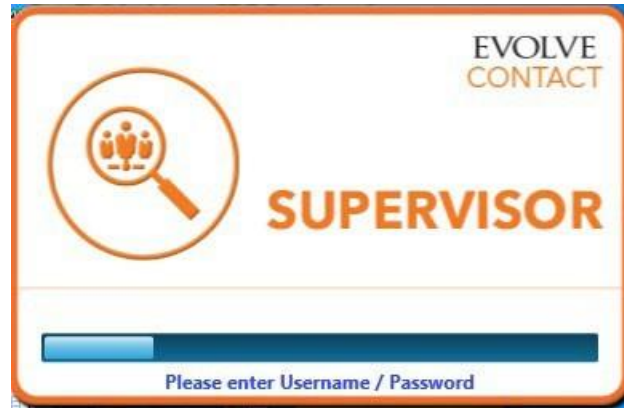 EVOLVE
CONTACT
SUPERVISOR
Please enter Username / Password